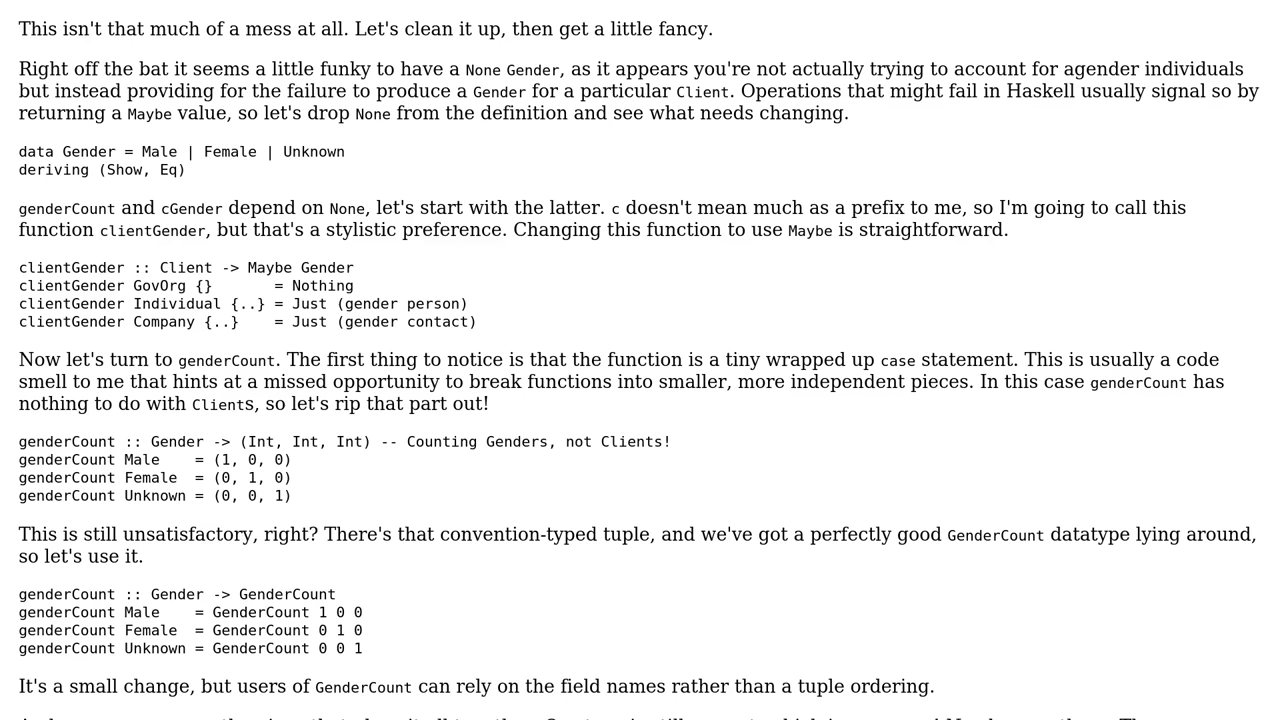 This isn't that much of a mess at all. Let's clean it up, then get a little fancy.
Right off the bat it seems a little funky to have a None Gender, as it appears you're not actually trying to account for agender individuals
but instead providing for the failure to produce a Gender for a particular Client. Operations that might fail in Haskell usually signal so by
returning a Maybe value, so let's drop None from the definition and see what needs changing.
data Gender = Male | Female | Unknown
deriving (Show, Eq)
genderCount and cGender depend on None, let's start with the latter. c doesn't mean much as a prefix to me, so I'm going to call this
function clientGender, but that's a stylistic preference. Changing this function to use Maybe is straightforward.
clientGender :: Client -> Maybe Gender
clientGender GovOrg {}       = Nothing
clientGender Individual {..} = Just (gender person)
clientGender Company {..}    = Just (gender contact)
Now let's turn to genderCount. The first thing to notice is that the function is a tiny wrapped up case statement. This is usually a code
smell to me that hints at a missed opportunity to break functions into smaller, more independent pieces. In this case genderCount has
nothing to do with Clients, so let's rip that part out!
genderCount :: Gender -> (Int, Int, Int) -- Counting Genders, not Clients!
genderCount Male    = (1, 0, 0)
genderCount Female  = (0, 1, 0)
genderCount Unknown = (0, 0, 1)
This is still unsatisfactory, right? There's that convention-typed tuple, and we've got a perfectly good GenderCount datatype lying around,
so let's use it.
genderCount :: Gender -> GenderCount
genderCount Male    = GenderCount 1 0 0
genderCount Female  = GenderCount 0 1 0
genderCount Unknown = GenderCount 0 0 1
It's a small change, but users of GenderCount can rely on the field names rather than a tuple ordering.